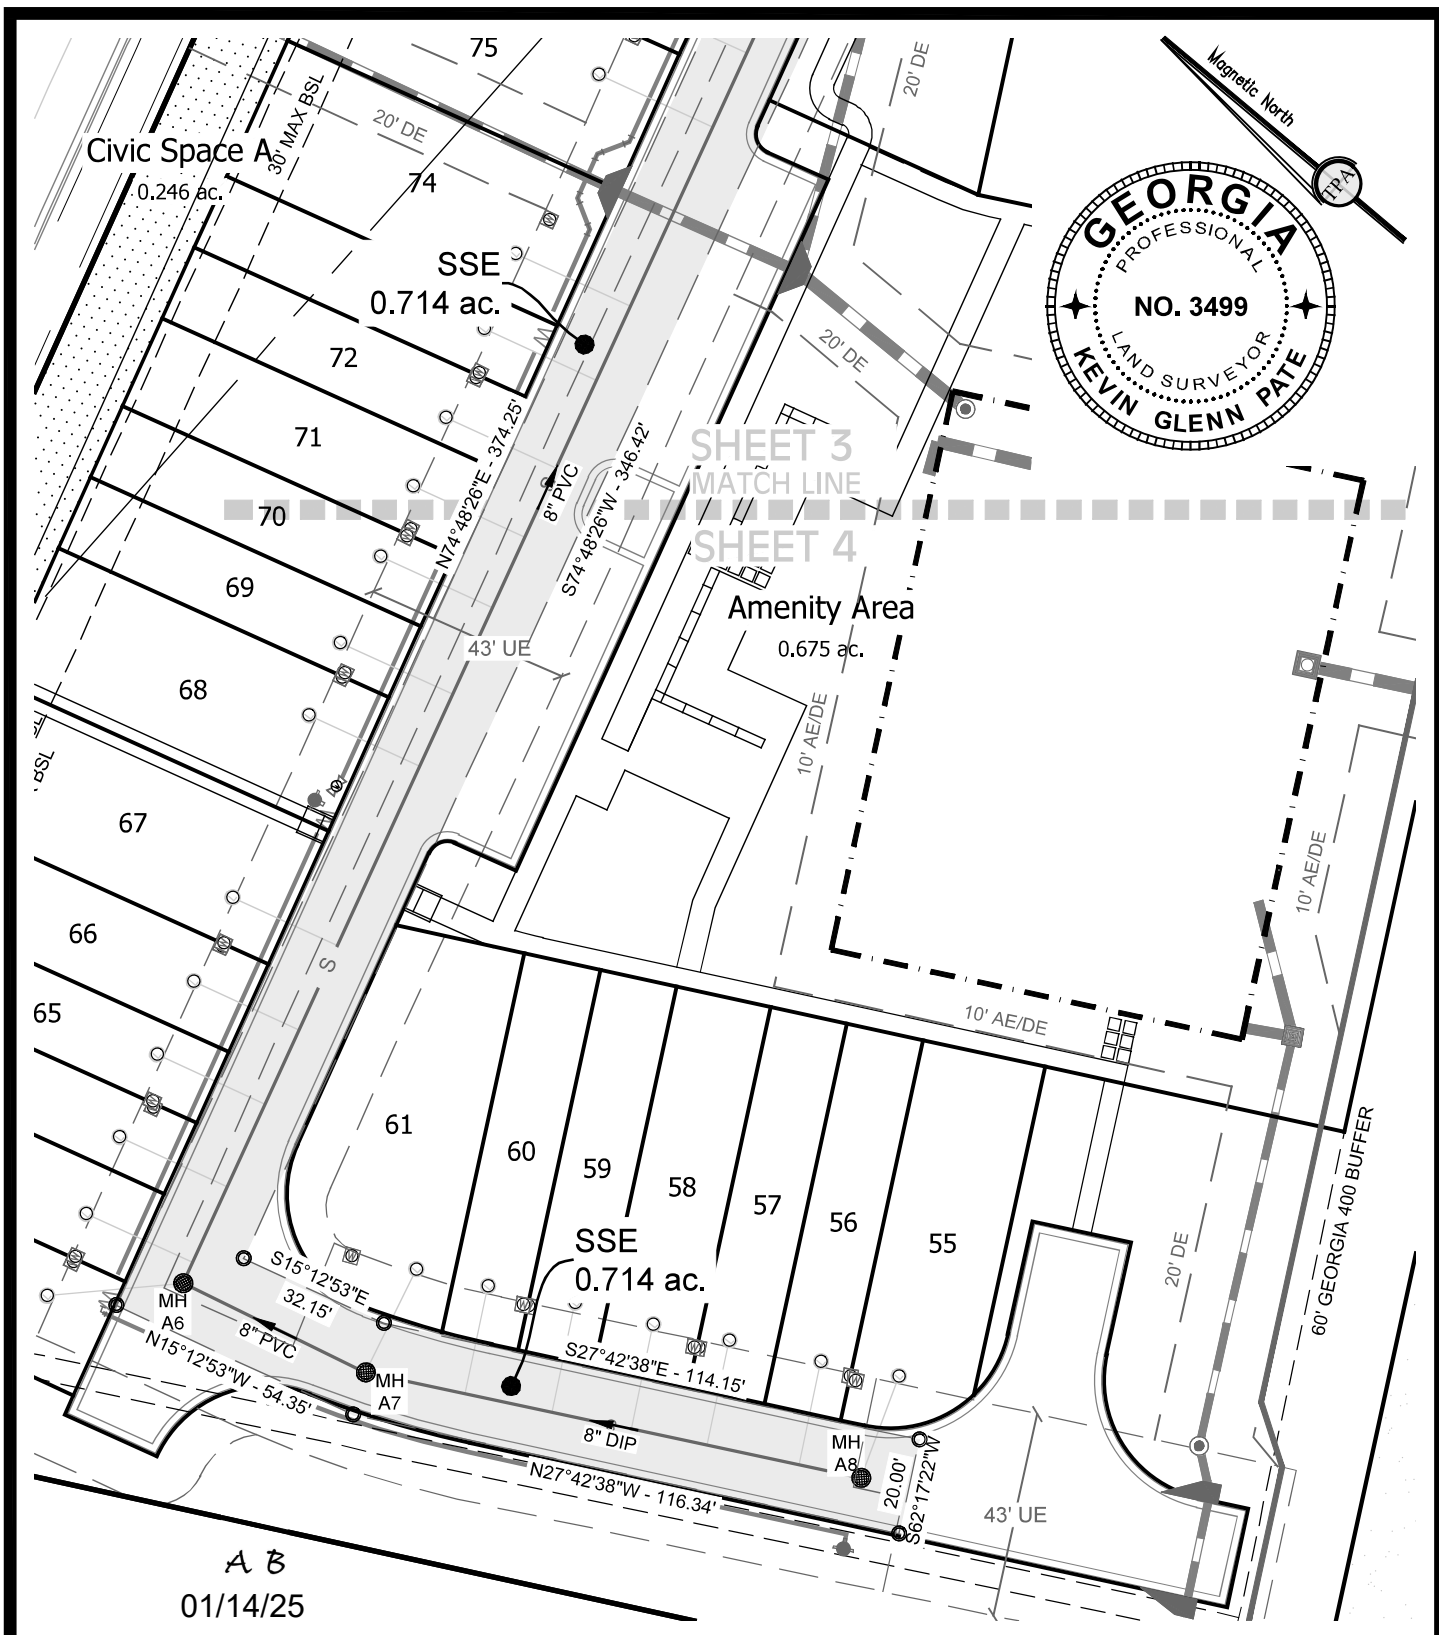 75
20' DE
Magnetic North
TPA
30' MAX BSL
20' DE
Civic Space A
0.246 ac.
74
GEORGIA
PROFESSIONAL
NO. 3499
LAND SURVEYOR
KEVIN GLENN PATE
SSE
0.714 ac.
W
20' DE
72
71
70
69
68
67
66
65
N74°48'26"E - 374.25'
8" PVC
S74°48'26"W - 346.42'
SHEET 3
MATCH LINE
SHEET 4
Amenity Area
0.675 ac.
43' UE
10' AE/DE
BSL
10' AE/DE
S
10' AE/DE
61
60
59
58
57
56
55
60' GEORGIA 400 BUFFER
20' DE
SSE
0.714 ac.
S15°12'53"E
32.15'
MH
A6
8" PVC
N15°12'53"W - 54.35'
MH
A7
S27°42'38"E - 114.15'
8" DIP
MH
A8
20.00'
S62°17'22"W
N27°42'38"W - 116.34'
43' UE
A B
01/14/25